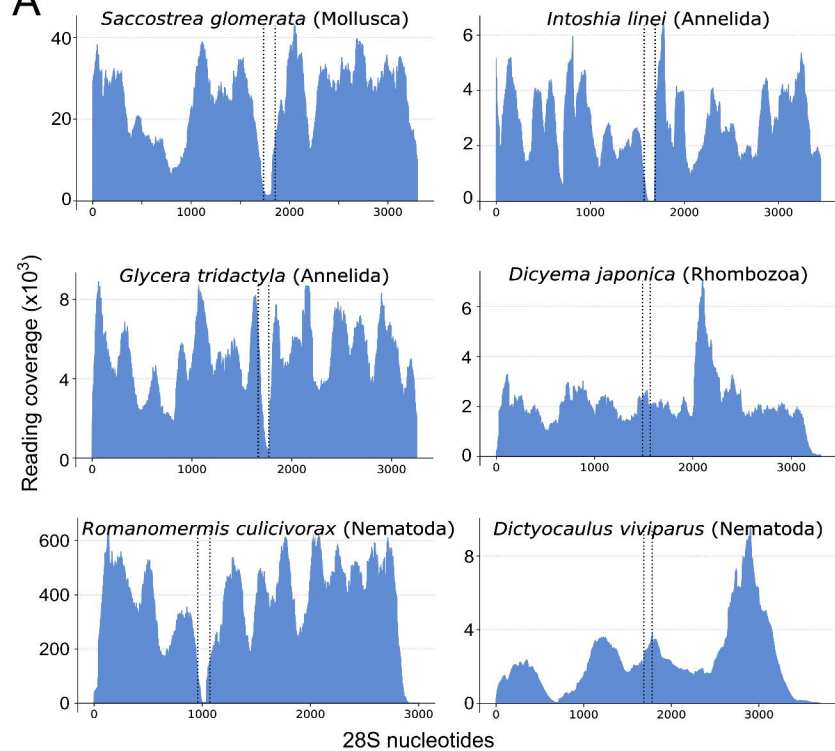 A
Saccostrea glomerata (Mollusca)
40
20
0
0 1000 2000 3000
Intoshia linei (Annelida)
6
4
2
0
0 1000 2000 3000
Reading coverage (x10³)
Glycera tridactyla (Annelida)
8
4
0
0 1000 2000 3000
Dicyema japonica (Rhombozoa)
6
4
2
0
0 1000 2000 3000
Romanomermis culicivorax (Nematoda)
600
400
200
0
0 1000 2000 3000
Dictyocaulus viviparus (Nematoda)
8
4
0
0 1000 2000 3000
28S nucleotides